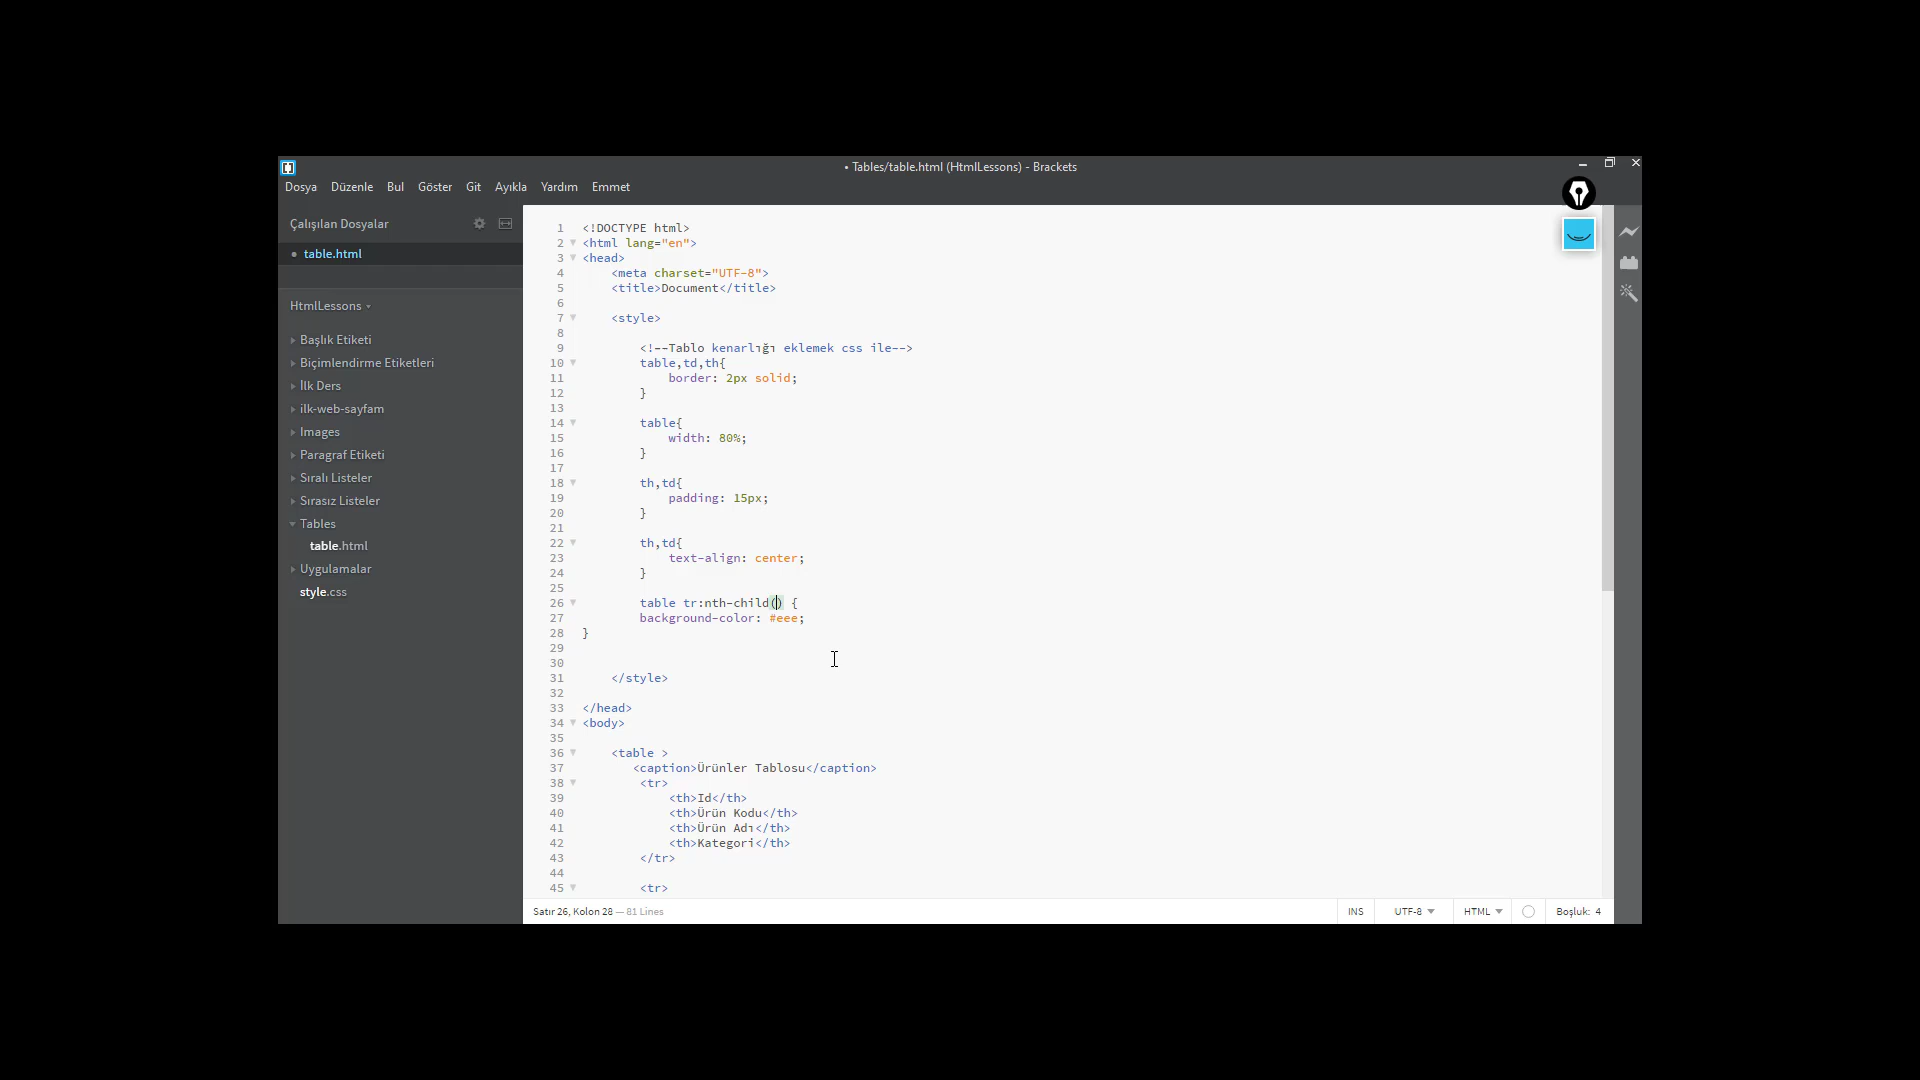 • Tables/table.html (HtmlLessons) - Brackets
Dosya Düzenle Bul Göster Git Ayıkla Yardım Emmet
Çalışılan Dosyalar
• table.html
HtmlLessons
Başlık Etiketi
Biçimlendirme Etiketleri
İlk Ders
ilk-web-sayfam
Images
Paragraf Etiketi
Sıralı Listeler
Sırasız Listeler
Tables
table.html
Uygulamalar
style.css
1 <!DOCTYPE html>
2 <html lang="en">
3 <head>
4 <meta charset="UTF-8">
5 <title>Document</title>
6
7 <style>
8
9 <!--Tablo kenarlığı eklemek css ile-->
10 table,td,th{
11 border: 2px solid;
12 }
13
14 table{
15 width: 80%;
16 }
17
18 th,td{
19 padding: 15px;
20 }
21
22 th,td{
23 text-align: center;
24 }
25
26 table tr:nth-child() {
27 background-color: #eee;
28 }
29
30
31 </style>
32
33 </head>
34 <body>
35
36 <table >
37 <caption>Ürünler Tablosu</caption>
38 <tr>
39 <th>Id</th>
40 <th>Ürün Kodu</th>
41 <th>Ürün Adı</th>
42 <th>Kategori</th>
43 </tr>
44
45 <tr>
Satır 26, Kolon 28 — 81 Lines
INS UTF-8 HTML Boşluk: 4